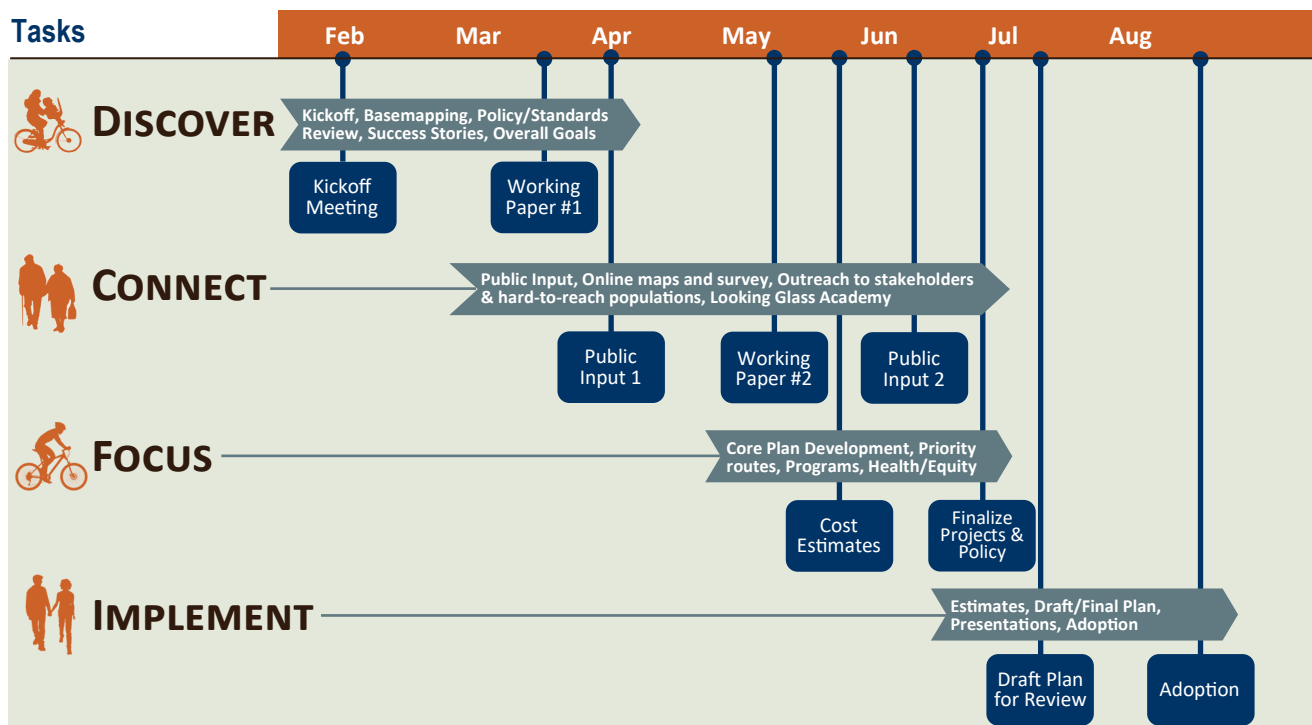 Tasks
Feb
Mar
Apr
May
Jun
Jul
Aug
DISCOVER
Kickoff, Basemapping, Policy/Standards
Review, Success Stories, Overall Goals
Kickoff
Meeting
Working
Paper #1
CONNECT
Public Input, Online maps and survey, Outreach to stakeholders
& hard-to-reach populations, Looking Glass Academy
Public
Input 1
Working
Paper #2
Public
Input 2
FOCUS
Core Plan Development, Priority
routes, Programs, Health/Equity
Cost
Estimates
Finalize
Projects &
Policy
IMPLEMENT
Estimates, Draft/Final Plan,
Presentations, Adoption
Draft Plan
for Review
Adoption